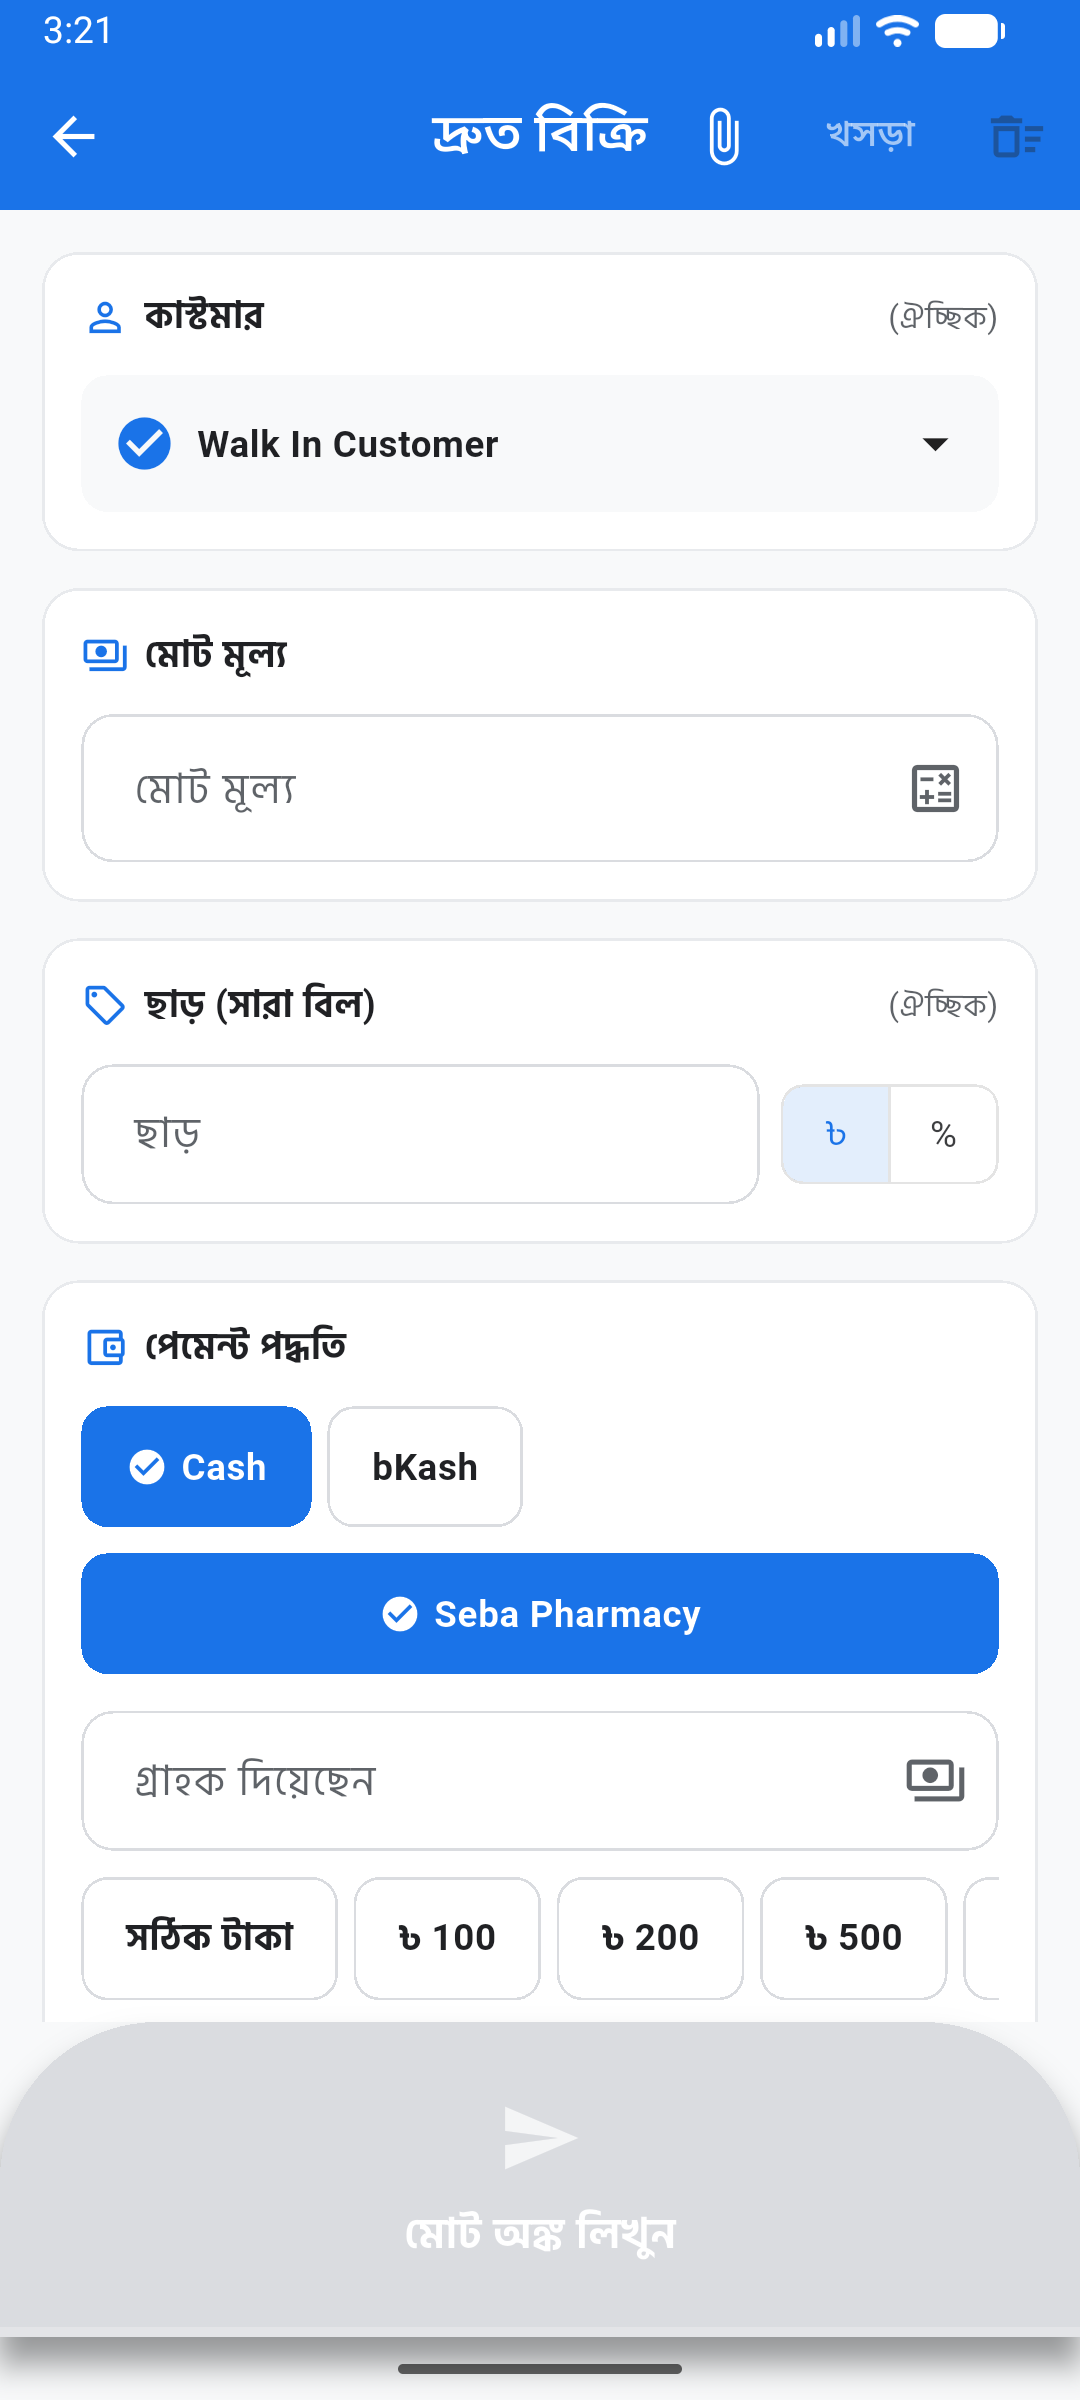 3:21
দ্রুত বিক্রি খসড়া
কাস্টমার (ঐচ্ছিক)
Walk In Customer
মোট মূল্য
মোট মূল্য
ছাড় (সারা বিল) (ঐচ্ছিক)
ছাড় ৳ %
পেমেন্ট পদ্ধতি
Cash bKash
Seba Pharmacy
গ্রাহক দিয়েছেন
সঠিক টাকা ৳ 100 ৳ 200 ৳ 500
মোট অঙ্ক লিখুন